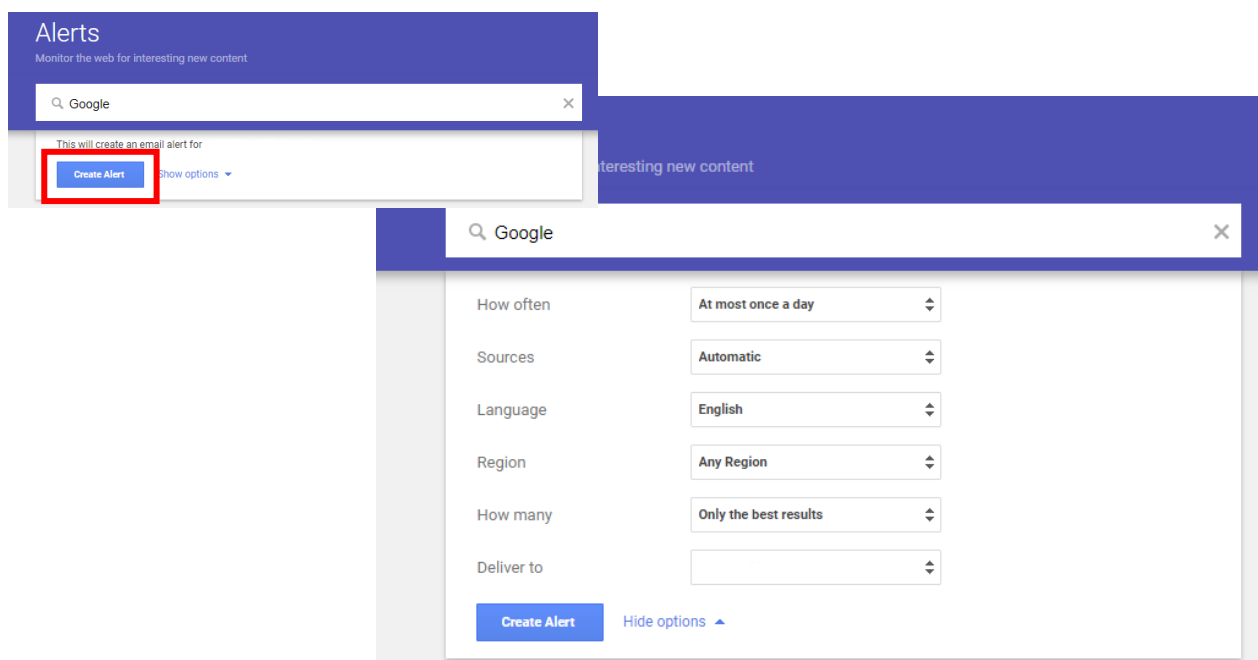 Alerts
Monitor the web for interesting new content
Google
This will create an email alert for
Create Alert
Show options
nteresting new content
Google
How often At most once a day
Sources Automatic
Language English
Region Any Region
How many Only the best results
Deliver to
Create Alert Hide options